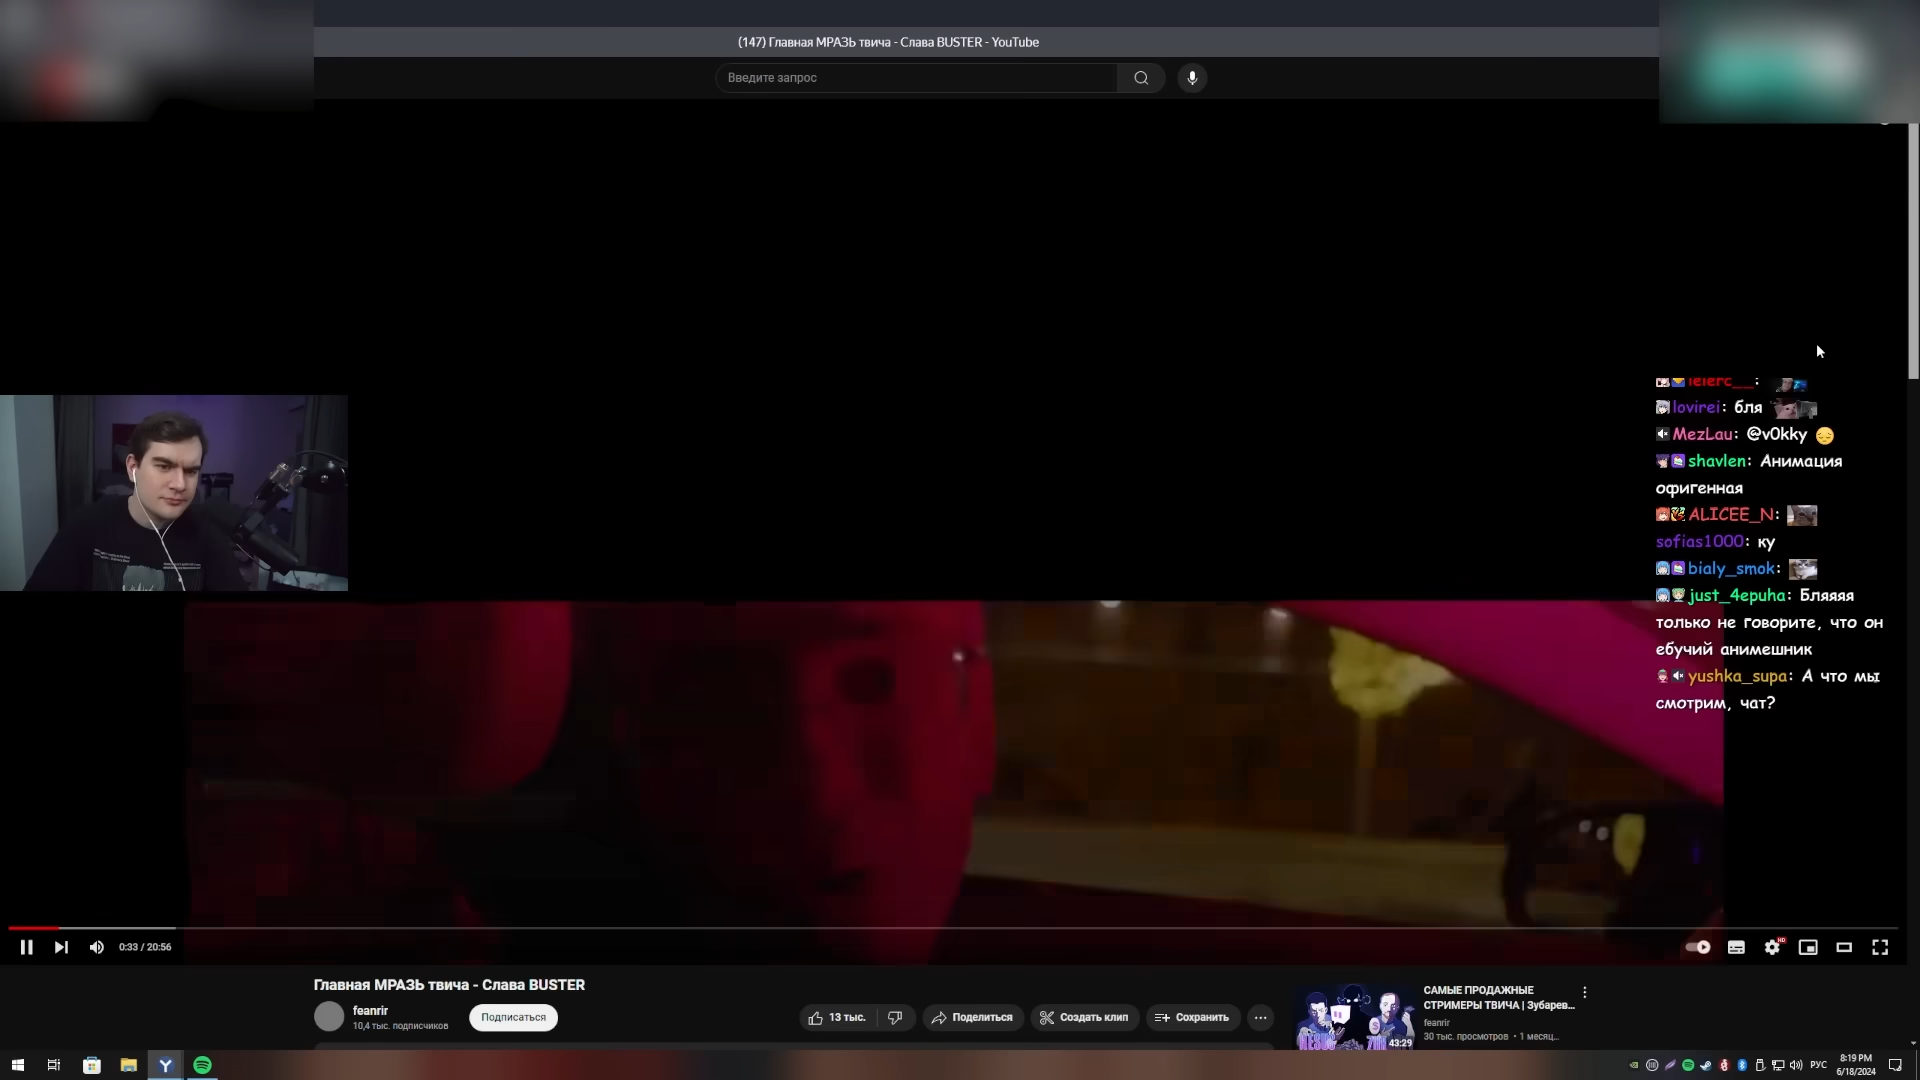 (147) Главная МРАЗЬ твича - Слава BUSTER - YouTube
Введите запрос
lovirei: бля
MezLau: @v0kky
shavlen: Анимация
офигенная
ALICEE_N:
sofias1000: ку
bialy_smok:
just_4epuha: Бляяяя
только не говорите, что он
ебучий анимешник
yushka_supa: А что мы
смотрим, чат?
0:33 / 20:56
Главная МРАЗЬ твича - Слава BUSTER
feanrir
10,4 тыс. подписчиков
Подписаться
13 тыс.
Поделиться
Создать клип
Сохранить
САМЫЕ ПРОДАЖНЫЕ
СТРИМЕРЫ ТВИЧА | Зубарев...
feanrir
30 тыс. просмотров • 1 месяц...
43:29
РУС
8:19 PM
6/18/2024